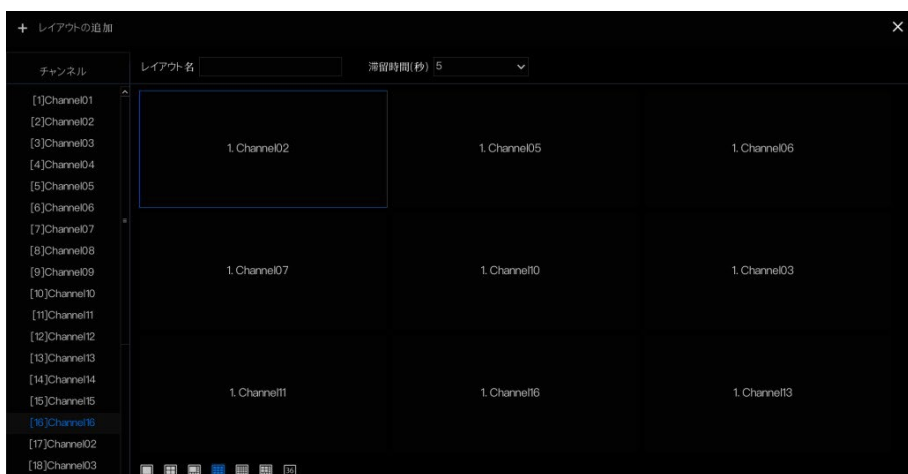 + レイアウトの追加
チャンネル
レイアウト名
滞留時間(秒) 5
[1]Channel01
[2]Channel02
[3]Channel03
[4]Channel04
[5]Channel05
[6]Channel06
[7]Channel07
[8]Channel08
[9]Channel09
[10]Channel10
[11]Channel11
[12]Channel12
[13]Channel13
[14]Channel14
[15]Channel15
[16]Channel16
[17]Channel02
[18]Channel03
1. Channel02
1. Channel05
1. Channel06
1. Channel07
1. Channel10
1. Channel03
1. Channel11
1. Channel16
1. Channel13
36